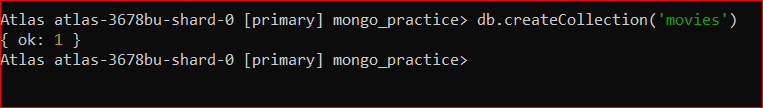 Atlas atlas-3678bu-shard-0 [primary] mongo_practice> db.createCollection('movies')
{ ok: 1 }
Atlas atlas-3678bu-shard-0 [primary] mongo_practice>